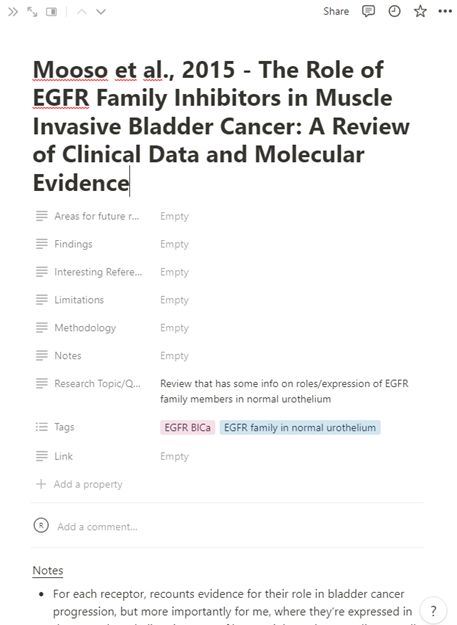 Share
Mooso et al., 2015 - The Role of
EGFR Family Inhibitors in Muscle
Invasive Bladder Cancer: A Review
of Clinical Data and Molecular
Evidence
Areas for future r... Empty
Findings Empty
Interesting Refere... Empty
Limitations Empty
Methodology Empty
Notes Empty
Research Topic/Q... Review that has some info on roles/expression of EGFR
family members in normal urothelium
Tags EGFR BlCa EGFR family in normal urothelium
Link Empty
Add a property
R Add a comment...
Notes
For each receptor, recounts evidence for their role in bladder cancer
progression, but more importantly for me, where they're expressed in
?